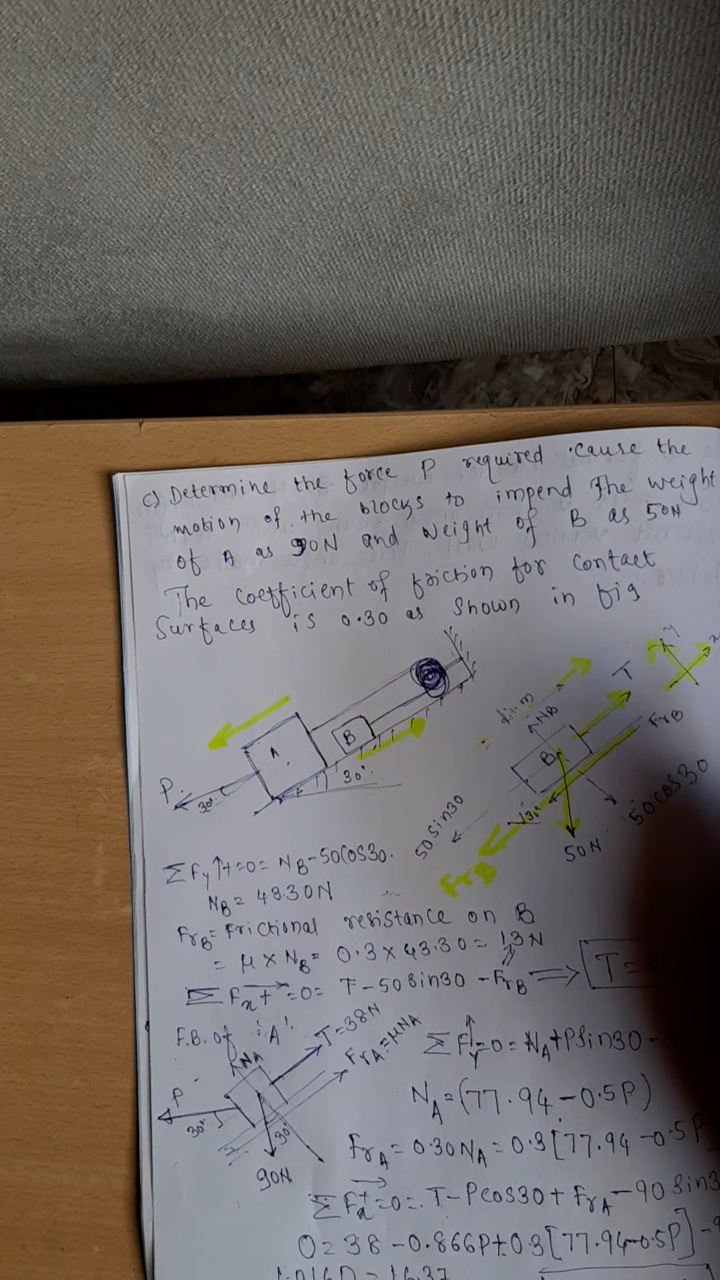 c) Determine the force P required cause the
motion of the blocks to impend The weight
of A as 90N and weight of B as 50N
The coefficient of friction for contact
Surfaces is 0.30 as Shown in fig
A
B
P
30°
30°
y
T
NB
FrB
B
30°
50 sin30
50cos30
50N
FrB
ΣFy↑+=0= NB-50Cos30.
NB= 43.30N
FrB= Frictional resistance on B
= μ×NB= 0.3×43.30= 13N
ΣFx+→=0= T-50sin30 -FrB ⟹ T=
F.B. of 'A'
T=38N
FrA=μNA
NA
P
30°
30°
90N
ΣFy↑=0= NA+Psin30-
NA=(77.94-0.5P)
FrA= 0.30NA= 0.3[77.94-0.5P
ΣFx+→=0= T-Pcos30+FrA-90 sin3
0=38-0.866P+0.3[77.94-0.5P]-